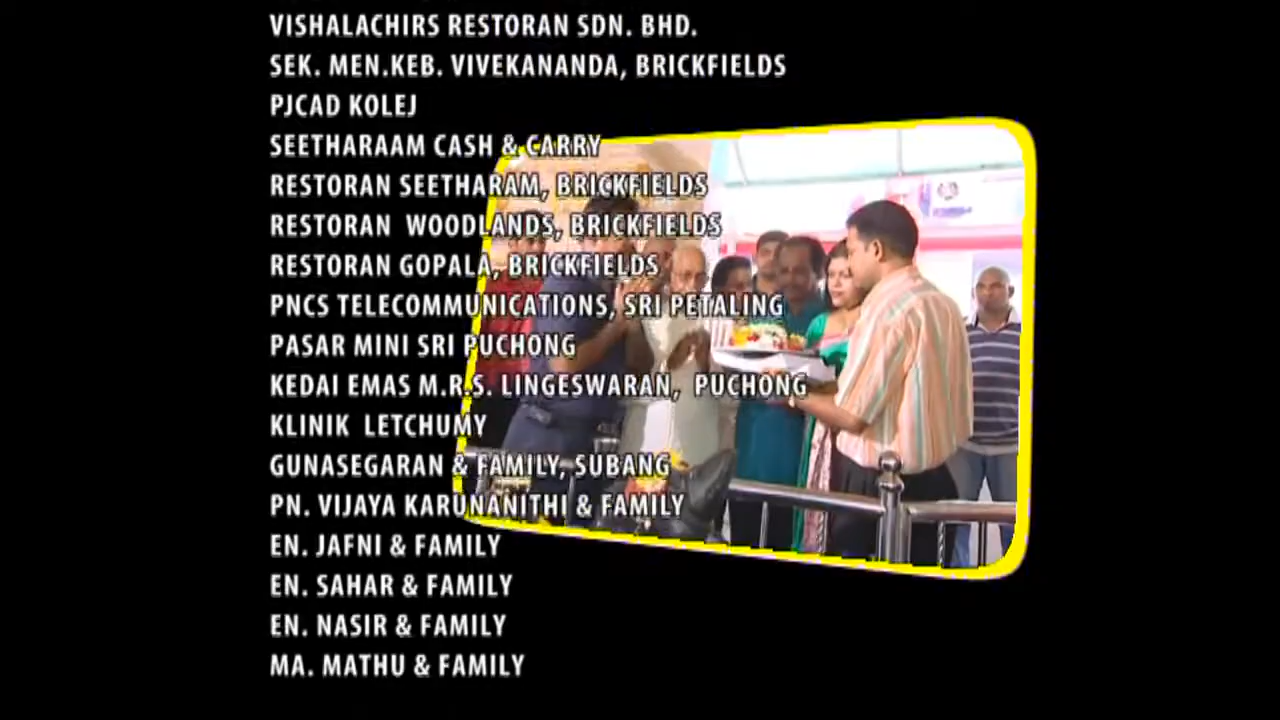 VISHALACHIRS RESTORAN SDN. BHD.
SEK. MEN.KEB. VIVEKANANDA, BRICKFIELDS
PJCAD KOLEJ
SEETHARAAM CASH & CARRY
RESTORAN SEETHARAM, BRICKFIELDS
RESTORAN WOODLANDS, BRICKFIELDS
RESTORAN GOPALA, BRICKFIELDS
PNCS TELECOMMUNICATIONS, SRI PETALING
PASAR MINI SRI PUCHONG
KEDAI EMAS M.R.S. LINGESWARAN, PUCHONG
KLINIK LETCHUMY
GUNASEGARAN & FAMILY, SUBANG
PN. VIJAYA KARUNANITHI & FAMILY
EN. JAFNI & FAMILY
EN. SAHAR & FAMILY
EN. NASIR & FAMILY
MA. MATHU & FAMILY